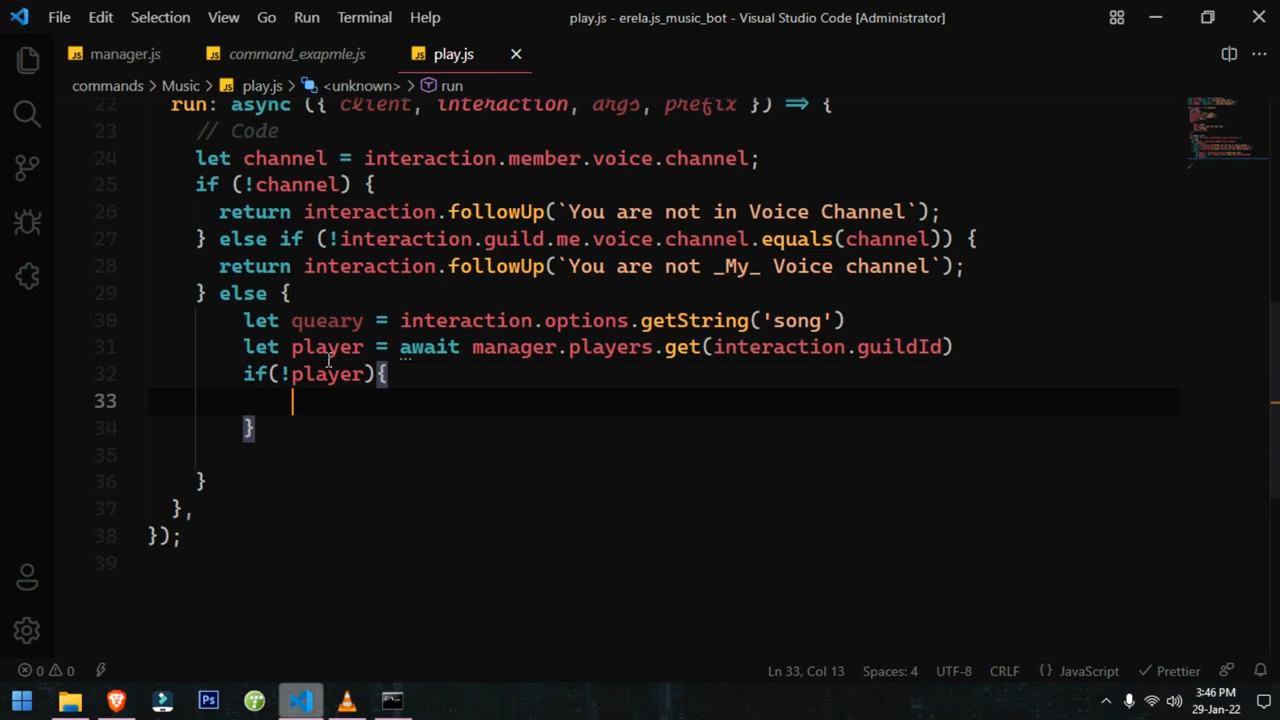 File Edit Selection View Go Run Terminal Help play.js - erela.js_music_bot - Visual Studio Code [Administrator]
manager.js command_exapmle.js play.js
commands > Music > play.js > <unknown> > run
22 run: async ({ client, interaction, args, prefix }) => {
23 // Code
24 let channel = interaction.member.voice.channel;
25 if (!channel) {
26 return interaction.followUp(`You are not in Voice Channel`);
27 } else if (!interaction.guild.me.voice.channel.equals(channel)) {
28 return interaction.followUp(`You are not _My_ Voice channel`);
29 } else {
30 let queary = interaction.options.getString('song')
31 let player = await manager.players.get(interaction.guildId)
32 if(!player){
33
34 }
35
36 }
37 },
38 });
39
0 0 Ln 33, Col 13 Spaces: 4 UTF-8 CRLF {} JavaScript Prettier
Ps 3:46 PM
29-Jan-22